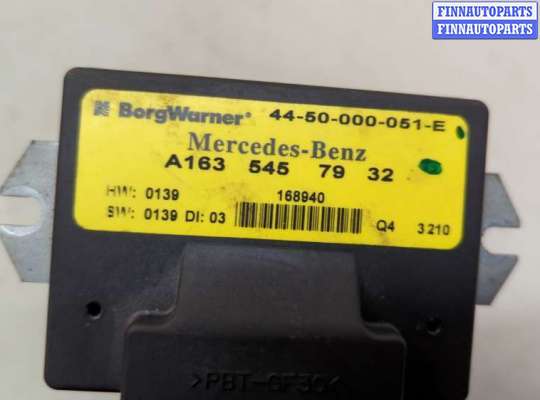 FINNAUTOPARTS
FINNAUTOPARTS
BorgWarner® 44-50-000-051-E
Mercedes-Benz
A163 545 79 32
HW: 0139 168940
SW: 0139 DI: 03 Q4 3210
>PBT-GF30<